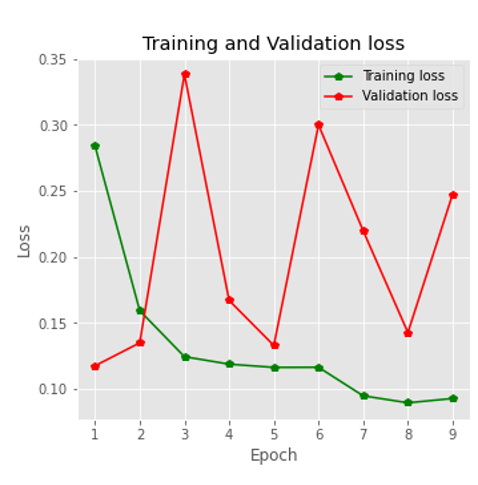 Training and Validation loss
Training loss
Validation loss
0.35
0.30
0.25
0.20
0.15
0.10
Loss
1 2 3 4 5 6 7 8 9
Epoch